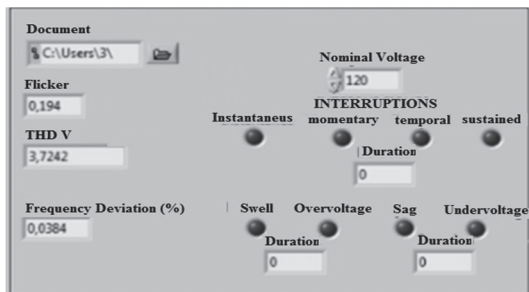 Document
C:\Users\3\
Nominal Voltage
120
Flicker
0,194
INTERRUPTIONS
Instantaneus momentary temporal sustained
THD V
3,7242
Duration
0
Frequency Deviation (%)
0,0384
Swell Overvoltage Sag Undervoltage
Duration Duration
0 0